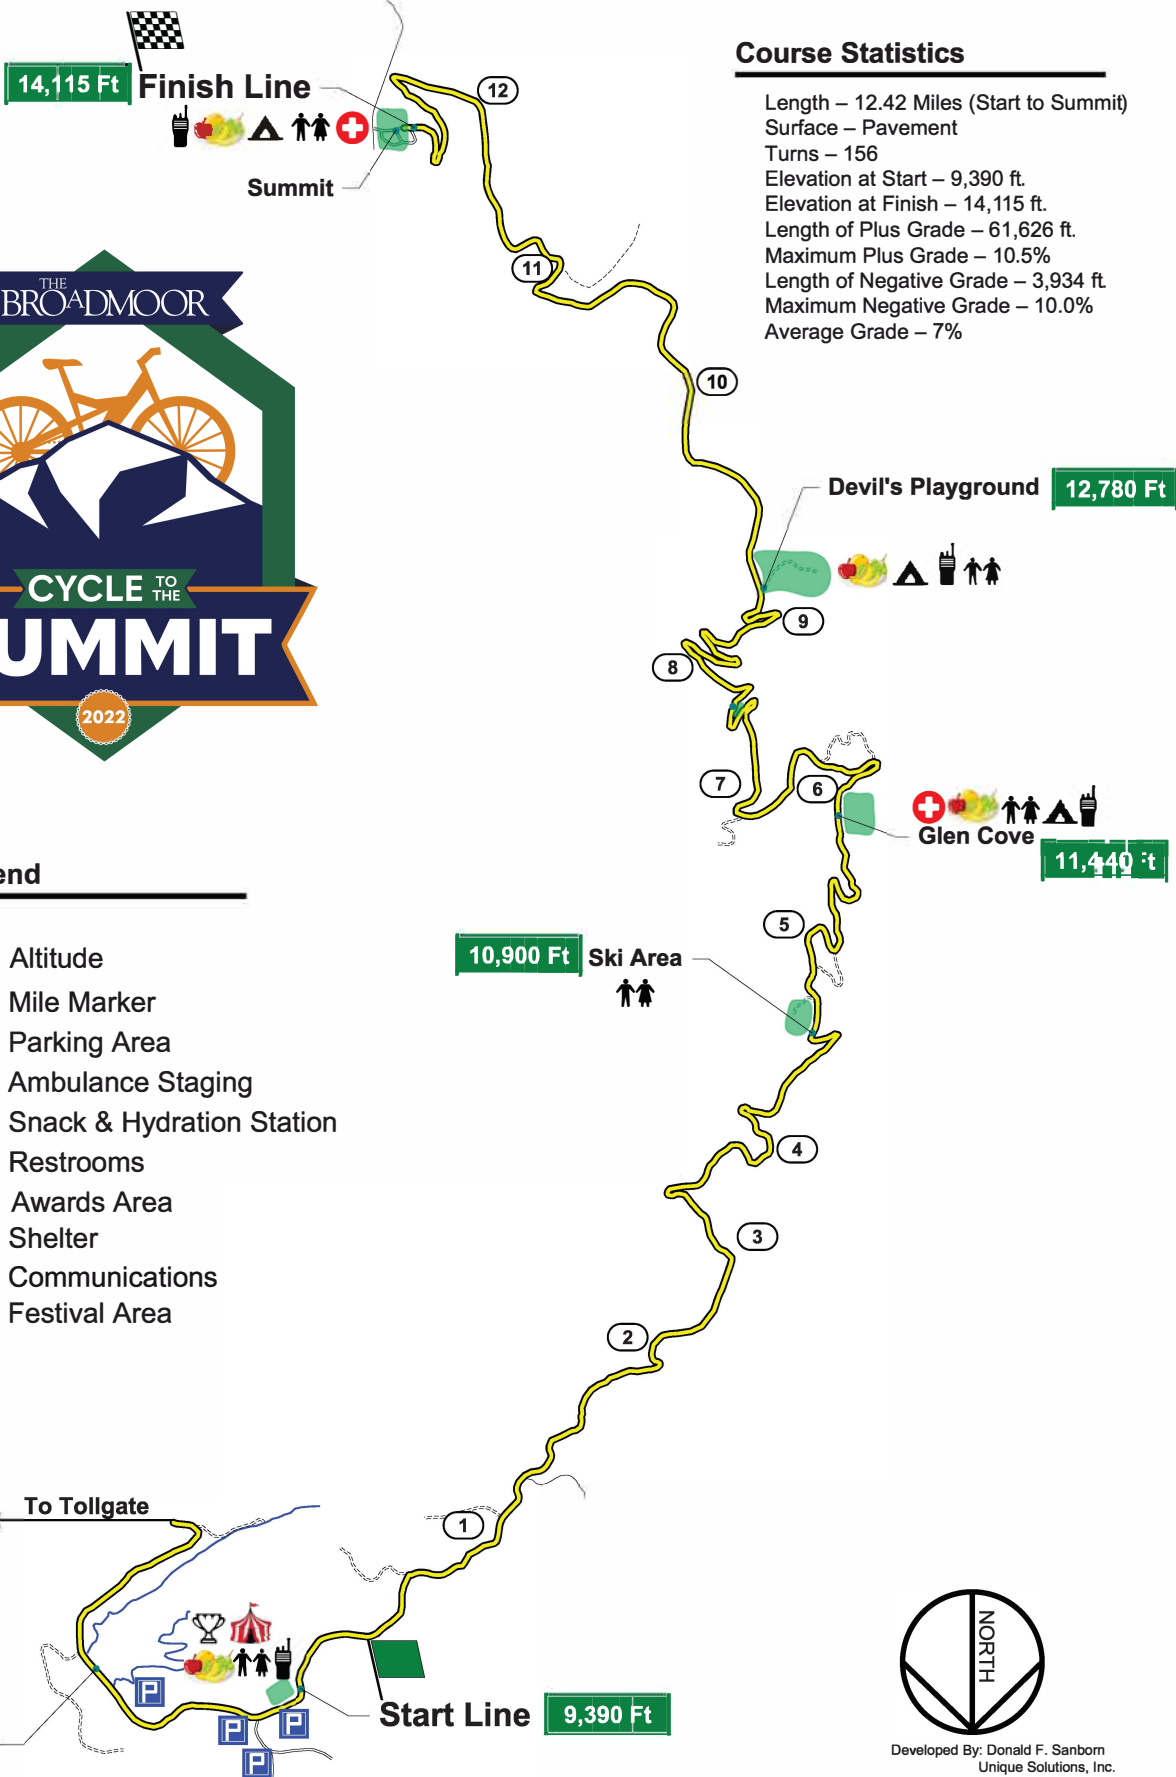 14,115 Ft
Finish Line
Summit
12
Course Statistics
Length – 12.42 Miles (Start to Summit)
Surface – Pavement
Turns – 156
Elevation at Start – 9,390 ft.
Elevation at Finish – 14,115 ft.
Length of Plus Grade – 61,626 ft.
Maximum Plus Grade – 10.5%
Length of Negative Grade – 3,934 ft.
Maximum Negative Grade – 10.0%
Average Grade – 7%
THE
BROADMOOR
CYCLE TO THE
UMMIT
2022
11
10
Devil's Playground
12,780 Ft
9
8
7
6
Glen Cove
11,440 Ft
5
10,900 Ft
Ski Area
4
3
2
1
end
Altitude
Mile Marker
Parking Area
Ambulance Staging
Snack & Hydration Station
Restrooms
Awards Area
Shelter
Communications
Festival Area
To Tollgate
P
P
P
P
Start Line
9,390 Ft
NORTH
Developed By: Donald F. Sanborn
Unique Solutions, Inc.